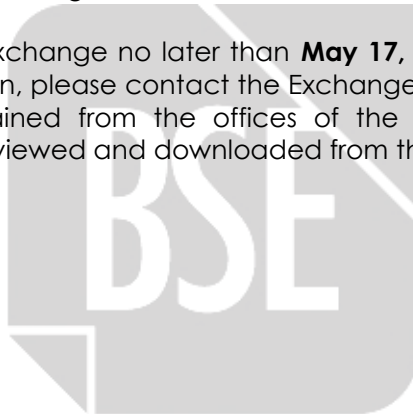 xchange no later than May 17,
n, please contact the Exchange
ained from the offices of the
viewed and downloaded from th
BSE